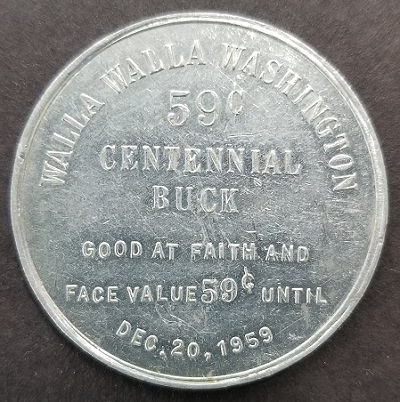 WALLA WALLA WASHINGTON
59¢
CENTENNIAL
BUCK
GOOD AT FAITH AND
FACE VALUE 59¢ UNTIL
DEC. 20, 1959